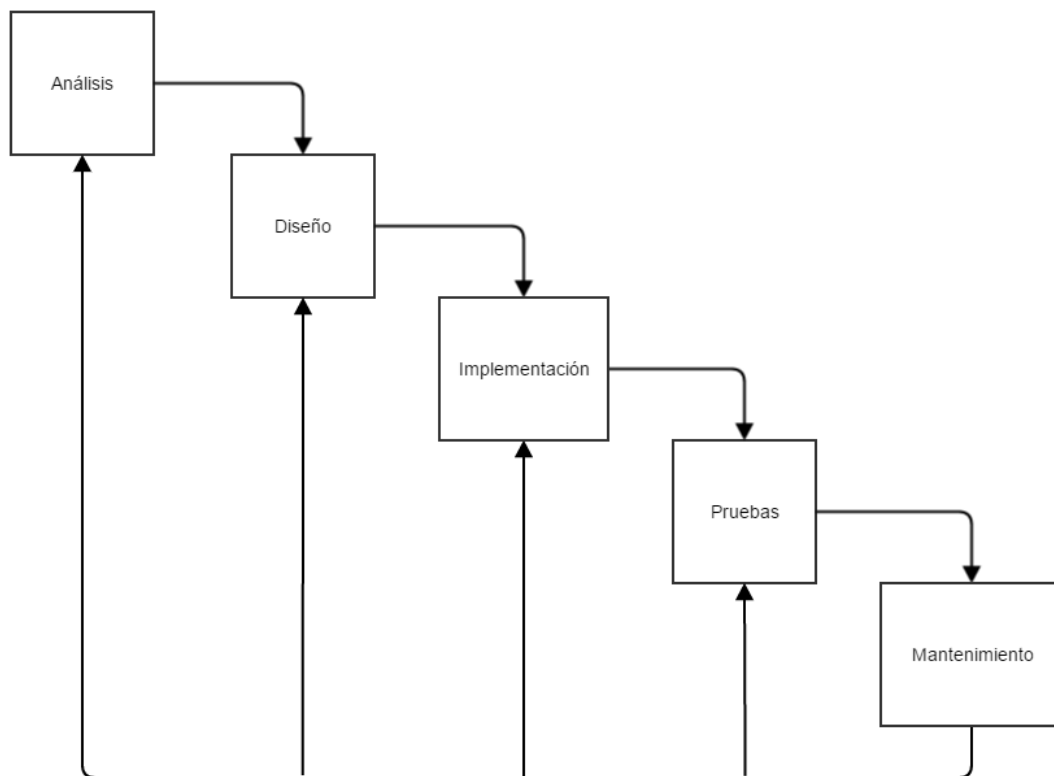 Análisis
Diseño
Implementación
Pruebas
Mantenimiento